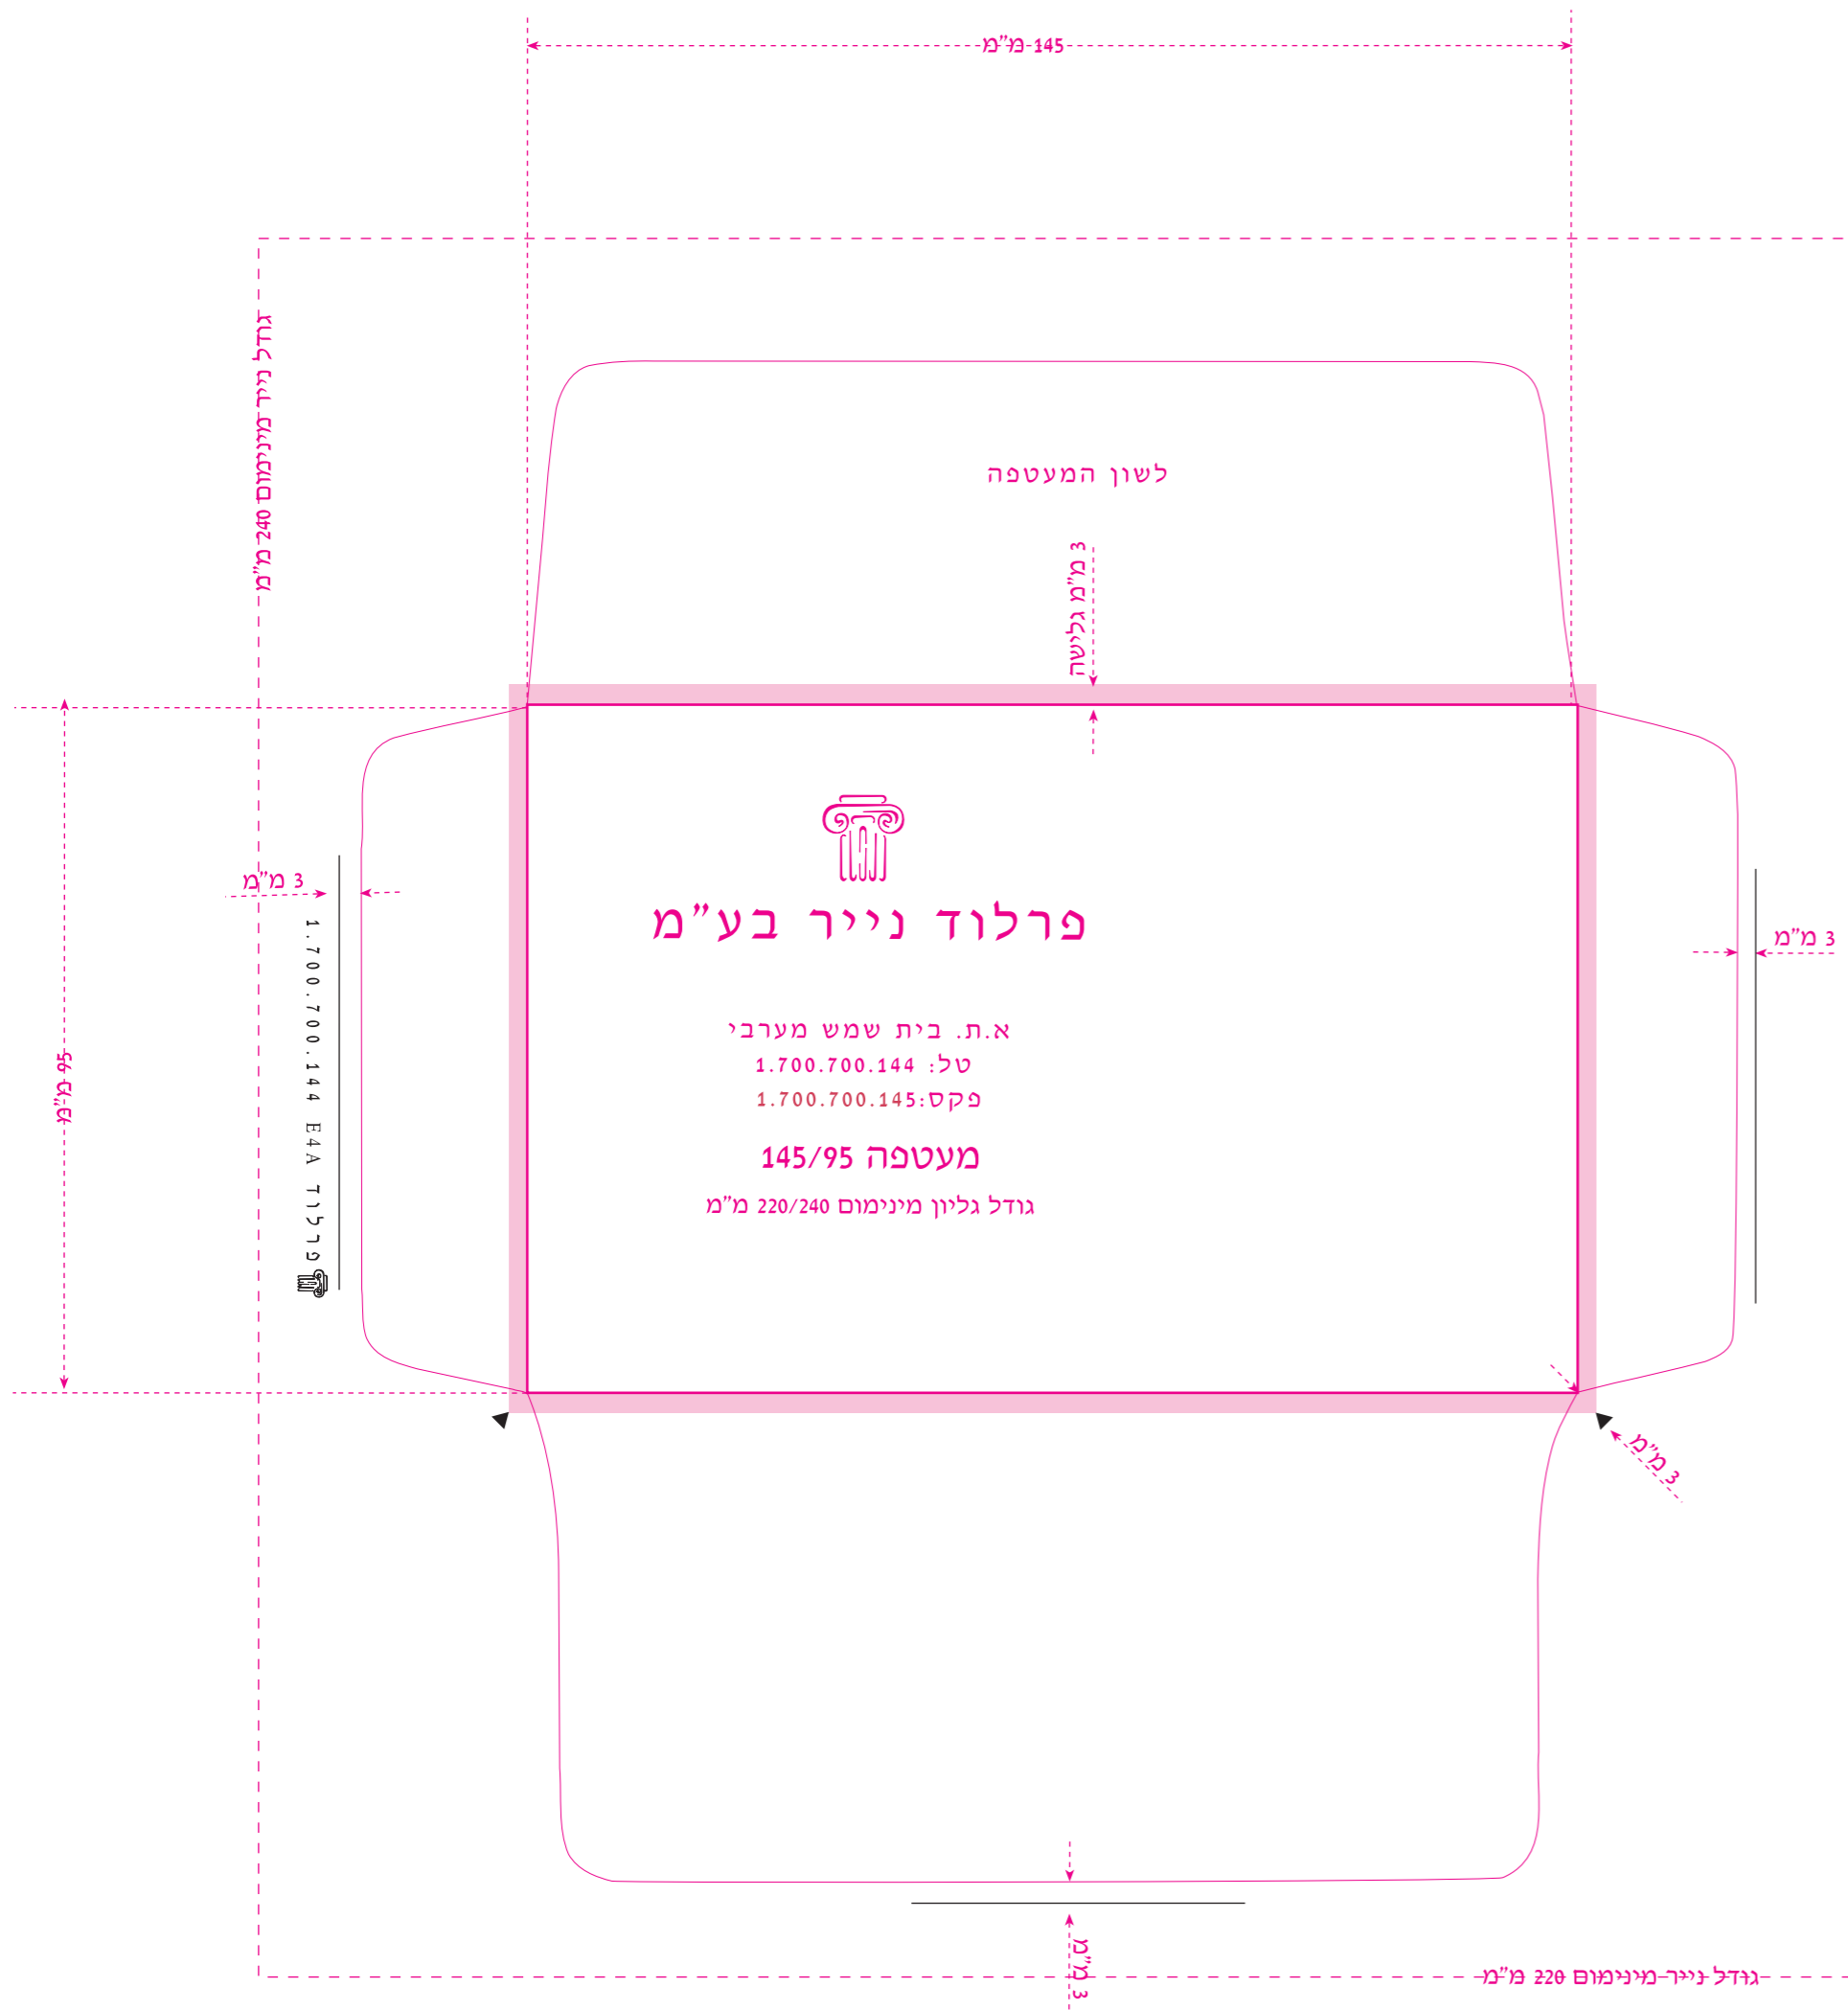 145 מ"מ
גודל נייר מינימום 240 מ"מ
לשון המעטפה
3 מ"מ גלישה
3 מ"מ
פרלוד E4A 1.700.700.144
95 מ"מ
פרלוד נייר בע"מ
א.ת. בית שמש מערבי
טל: 1.700.700.144
פקס:1.700.700.145
מעטפה 145/95
גודל גליון מינימום 220/240 מ"מ
3 מ"מ
3 מ"מ
3 מ"מ
גודל נייר מינימום 220 מ"מ